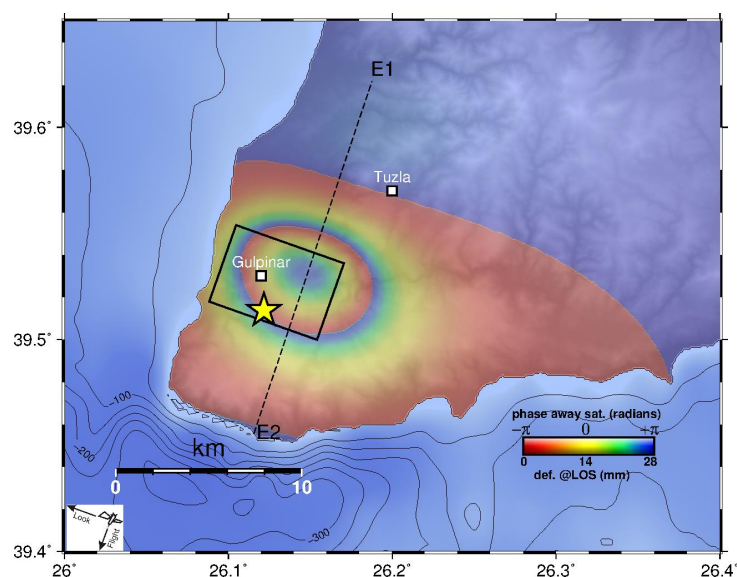 E1
39.6°
Tuzla
Gulpinar
39.5°
−100
−200
E2
km
0 10
phase away sat. (radians)
−π 0 +π
0 14 28
def. @LOS (mm)
Look
Flight
−300
39.4°
26° 26.1° 26.2° 26.3° 26.4°